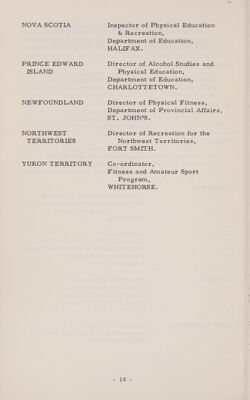 NOVA SCOTIA Inspector of Physical Education
& Recreation,
Department of Education,
HALIFAX.
PRINCE EDWARD Director of Alcohol Studies and
ISLAND Physical Education,
Department of Education,
CHARLOTTETOWN.
NEWFOUNDLAND Director of Physical Fitness,
Department of Provincial Affairs,
ST. JOHN'S.
NORTHWEST Director of Recreation for the
TERRITORIES Northwest Territories,
FORT SMITH.
YUKON TERRITORY Co-ordinator,
Fitness and Amateur Sport
Program,
WHITEHORSE.
- 14 -